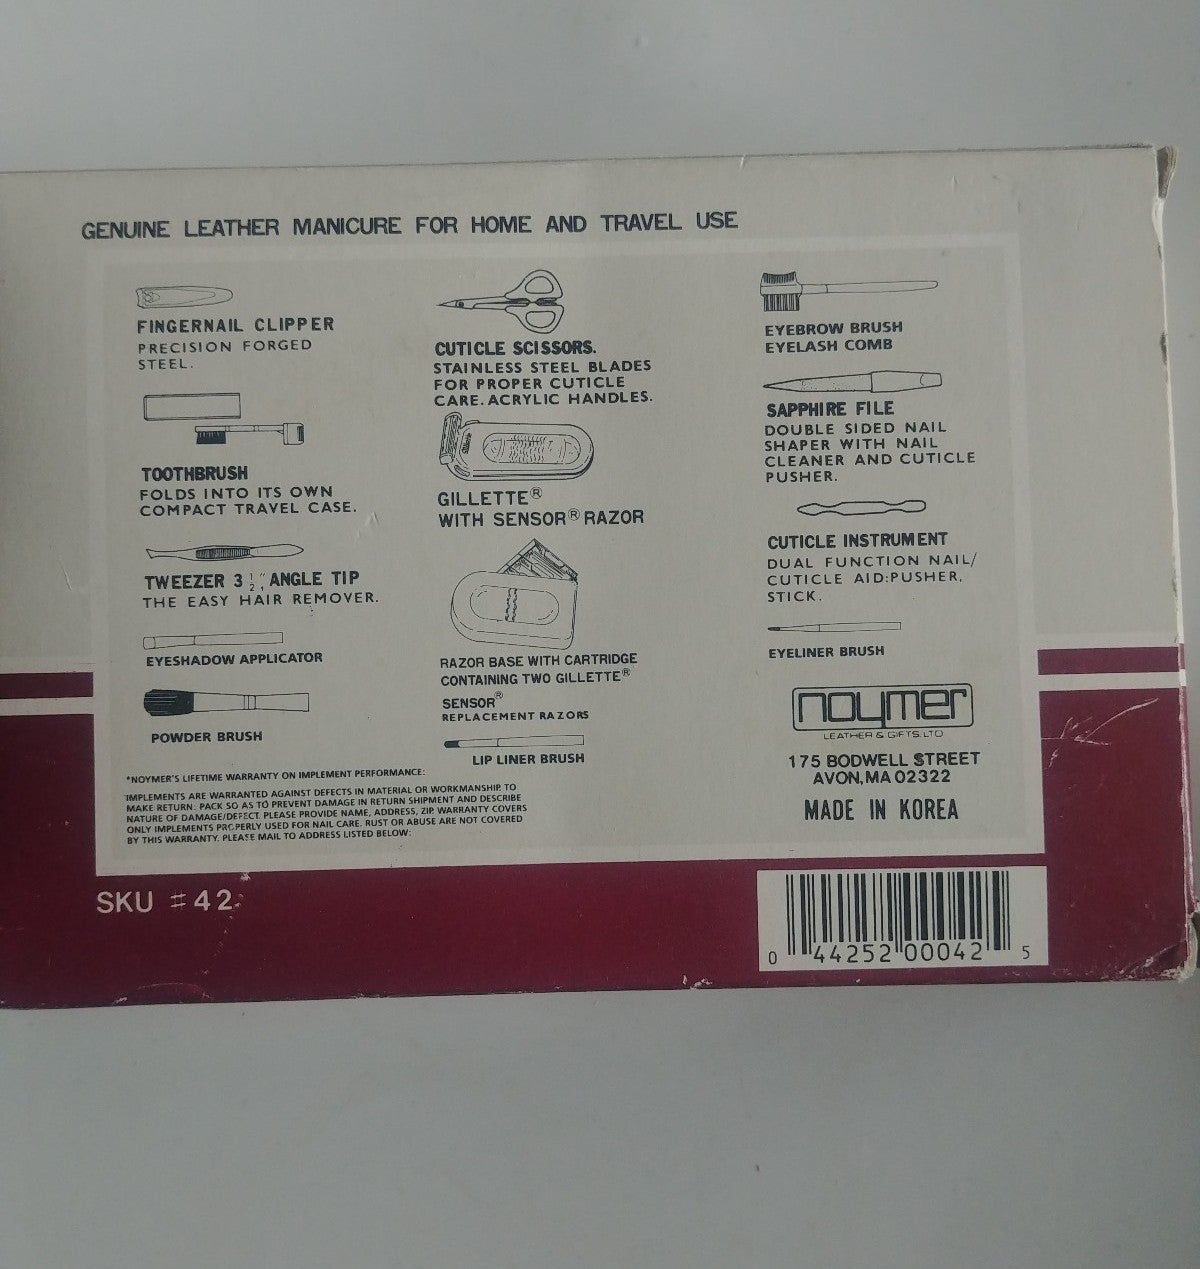 GENUINE LEATHER MANICURE FOR HOME AND TRAVEL USE
FINGERNAIL CLIPPER
PRECISION FORGED
STEEL.
TOOTHBRUSH
FOLDS INTO ITS OWN
COMPACT TRAVEL CASE.
TWEEZER 3 1/2" ANGLE TIP
THE EASY HAIR REMOVER.
EYESHADOW APPLICATOR
POWDER BRUSH
CUTICLE SCISSORS.
STAINLESS STEEL BLADES
FOR PROPER CUTICLE
CARE. ACRYLIC HANDLES.
GILLETTE®
WITH SENSOR® RAZOR
RAZOR BASE WITH CARTRIDGE
CONTAINING TWO GILLETTE®
SENSOR®
REPLACEMENT RAZORS
LIP LINER BRUSH
EYEBROW BRUSH
EYELASH COMB
SAPPHIRE FILE
DOUBLE SIDED NAIL
SHAPER WITH NAIL
CLEANER AND CUTICLE
PUSHER.
CUTICLE INSTRUMENT
DUAL FUNCTION NAIL/
CUTICLE AID:PUSHER,
STICK.
EYELINER BRUSH
noymer
LEATHER & GIFTS. LTD
175 BODWELL STREET
AVON, MA 02322
MADE IN KOREA
*NOYMER'S LIFETIME WARRANTY ON IMPLEMENT PERFORMANCE:
IMPLEMENTS ARE WARRANTED AGAINST DEFECTS IN MATERIAL OR WORKMANSHIP. TO
MAKE RETURN: PACK SO AS TO PREVENT DAMAGE IN RETURN SHIPMENT AND DESCRIBE
NATURE OF DAMAGE/DEFECT. PLEASE PROVIDE NAME, ADDRESS, ZIP. WARRANTY COVERS
ONLY IMPLEMENTS PROPERLY USED FOR NAIL CARE. RUST OR ABUSE ARE NOT COVERED
BY THIS WARRANTY. PLEASE MAIL TO ADDRESS LISTED BELOW:
SKU #42
0 44252 00042 5